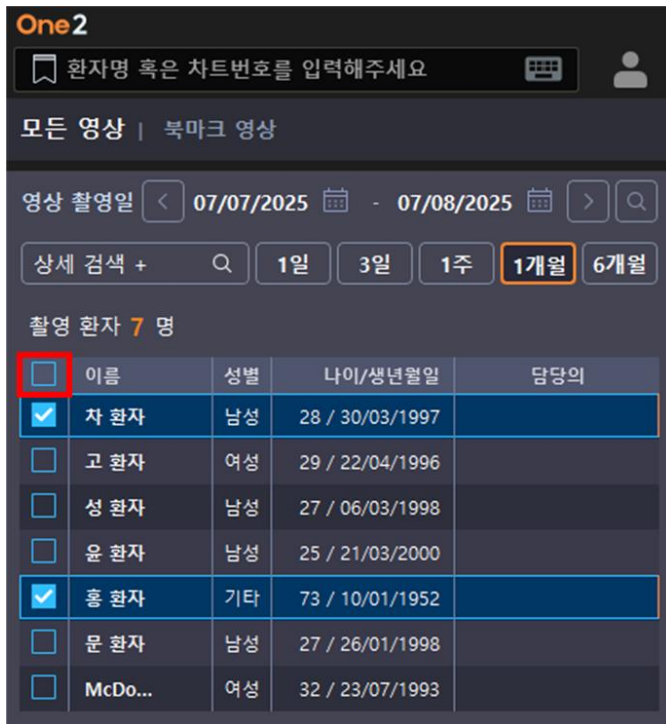 One2
환자명 혹은 차트번호를 입력해주세요
모든 영상 | 북마크 영상
영상 촬영일 < 07/07/2025 - 07/08/2025 >
상세 검색 + 1일 3일 1주 1개월 6개월
촬영 환자 7 명
이름 성별 나이/생년월일 담당의
차 환자 남성 28 / 30/03/1997
고 환자 여성 29 / 22/04/1996
성 환자 남성 27 / 06/03/1998
윤 환자 남성 25 / 21/03/2000
홍 환자 기타 73 / 10/01/1952
문 환자 남성 27 / 26/01/1998
McDo... 여성 32 / 23/07/1993